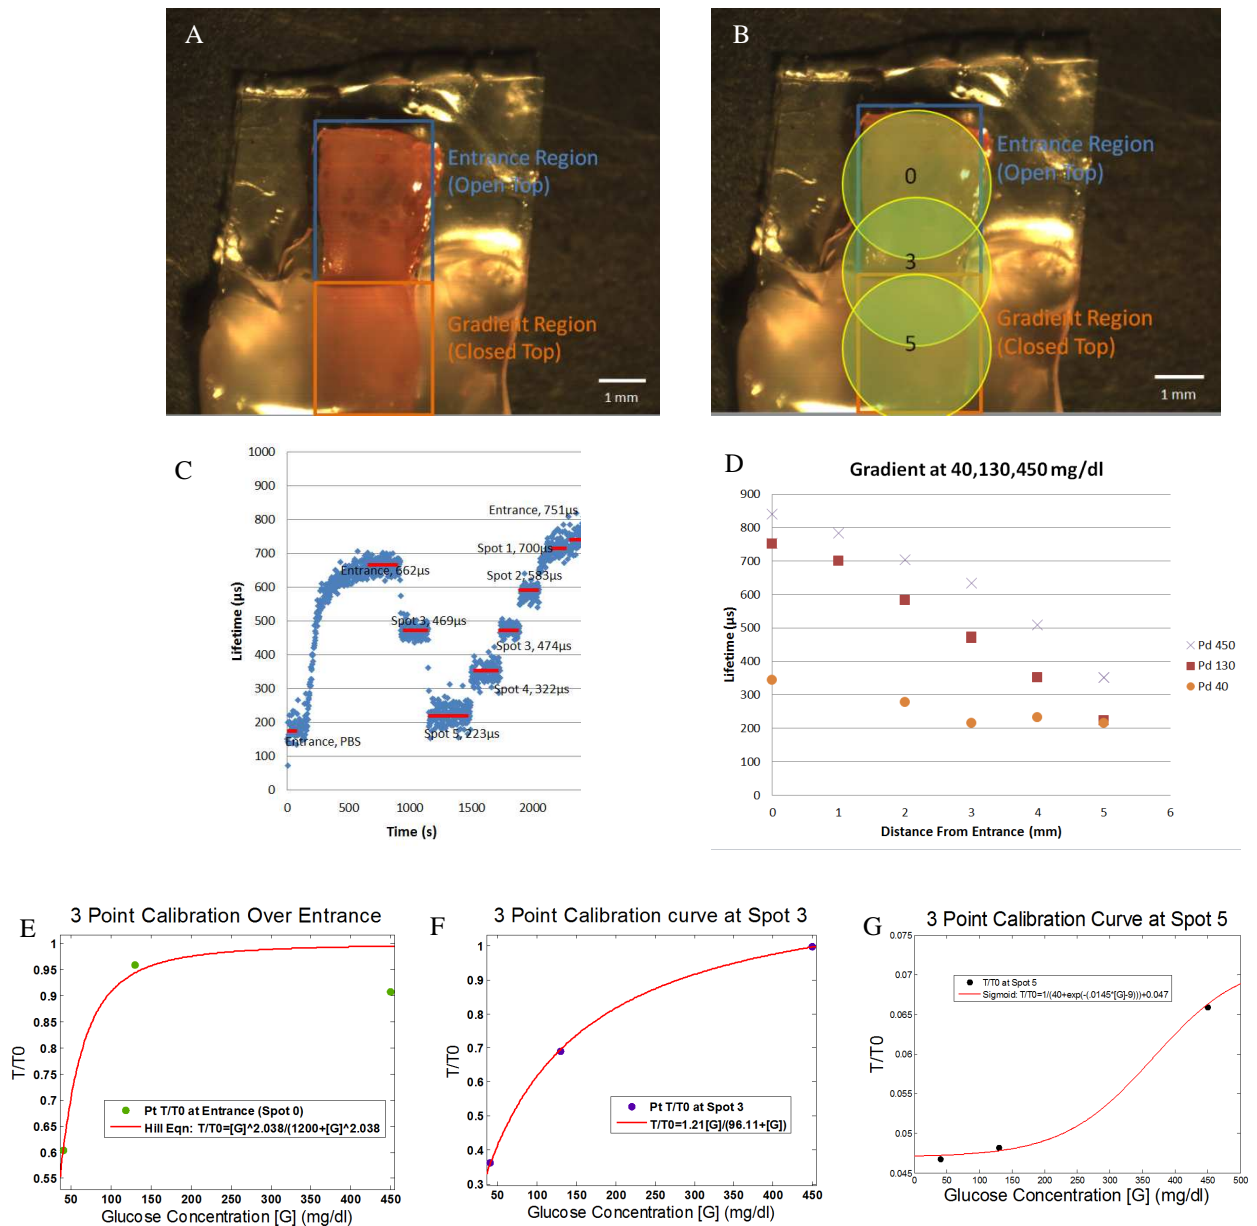 A
Entrance Region
(Open Top)
Gradient Region
(Closed Top)
1 mm
B
0
3
5
Entrance Region
(Open Top)
Gradient Region
(Closed Top)
1 mm
C
1000
900
800
700
600
500
400
300
200
100
0
Lifetime (µs)
Entrance, 751µs
Spot 1, 700µs
Spot 2, 583µs
Entrance, 662µs
Spot 3, 469µs
Spot 3, 474µs
Spot 4, 322µs
Spot 5, 223µs
Entrance, PBS
0 500 1000 1500 2000
Time (s)
D
Gradient at 40,130,450 mg/dl
900
800
700
600
500
400
300
200
100
0
Lifetime (µs)
Pd 450
Pd 130
Pd 40
0 1 2 3 4 5 6
Distance From Entrance (mm)
E
3 Point Calibration Over Entrance
1
0.95
0.9
0.85
0.8
0.75
0.7
0.65
0.6
0.55
T/T0
Pt T/T0 at Entrance (Spot 0)
Hill Eqn: T/T0=[G]^2.038/(1200+[G]^2.038
50 100 150 200 250 300 350 400 450
Glucose Concentration [G] (mg/dl)
F
3 Point Calibration curve at Spot 3
1
0.9
0.8
0.7
0.6
0.5
0.4
0.3
T/T0
Pt T/T0 at Spot 3
T/T0=1.21[G]/(96.11+[G])
50 100 150 200 250 300 350 400 450
Glucose Concentration [G] (mg/dl)
G
3 Point Calibration Curve at Spot 5
0.075
0.07
0.065
0.06
0.055
0.05
0.045
T/T0
T/T0 at Spot 5
Sigmoid: T/T0=1/(40+exp(-(.0145*[G]-9)))+0.047
0 50 100 150 200 250 300 350 400 450 500
Glucose Concentration [G] (mg/dl)